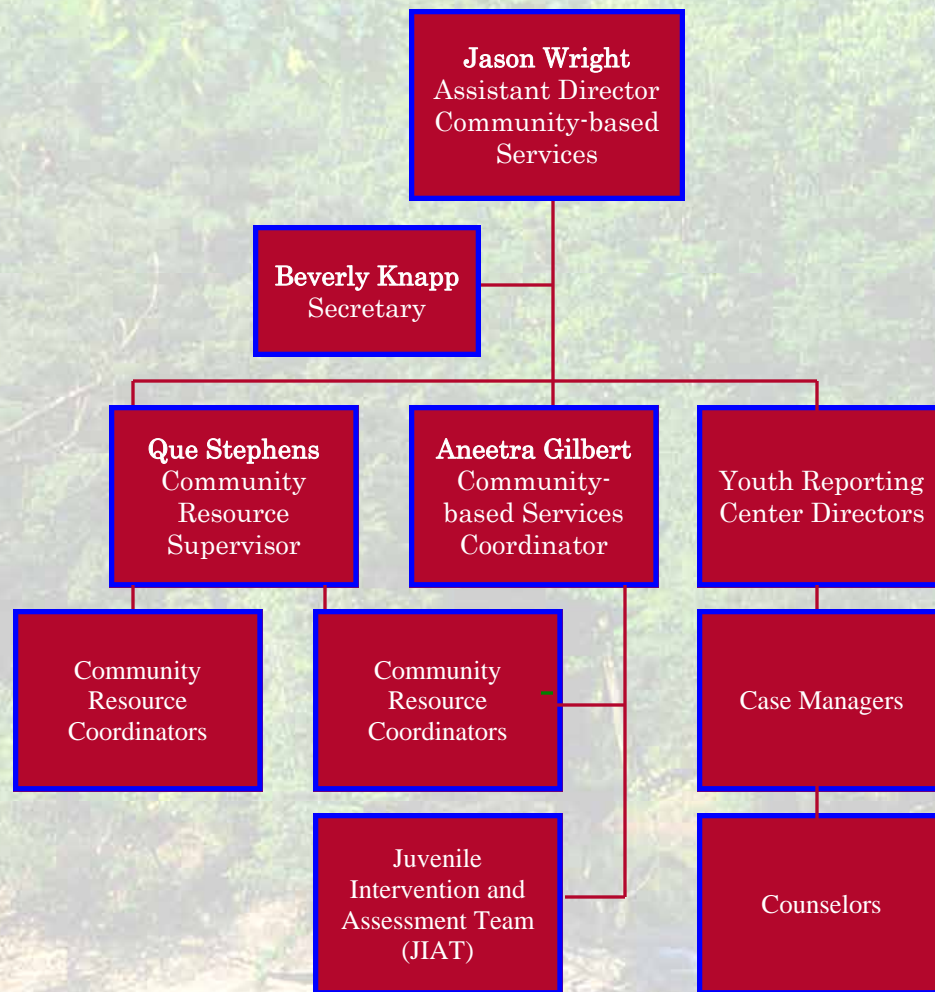 Jason Wright
Assistant Director
Community-based
Services
Beverly Knapp
Secretary
Que Stephens
Community
Resource
Supervisor
Aneetra Gilbert
Community-
based Services
Coordinator
Youth Reporting
Center Directors
Community
Resource
Coordinators
Community
Resource
Coordinators
Case Managers
Juvenile
Intervention and
Assessment Team
(JIAT)
Counselors